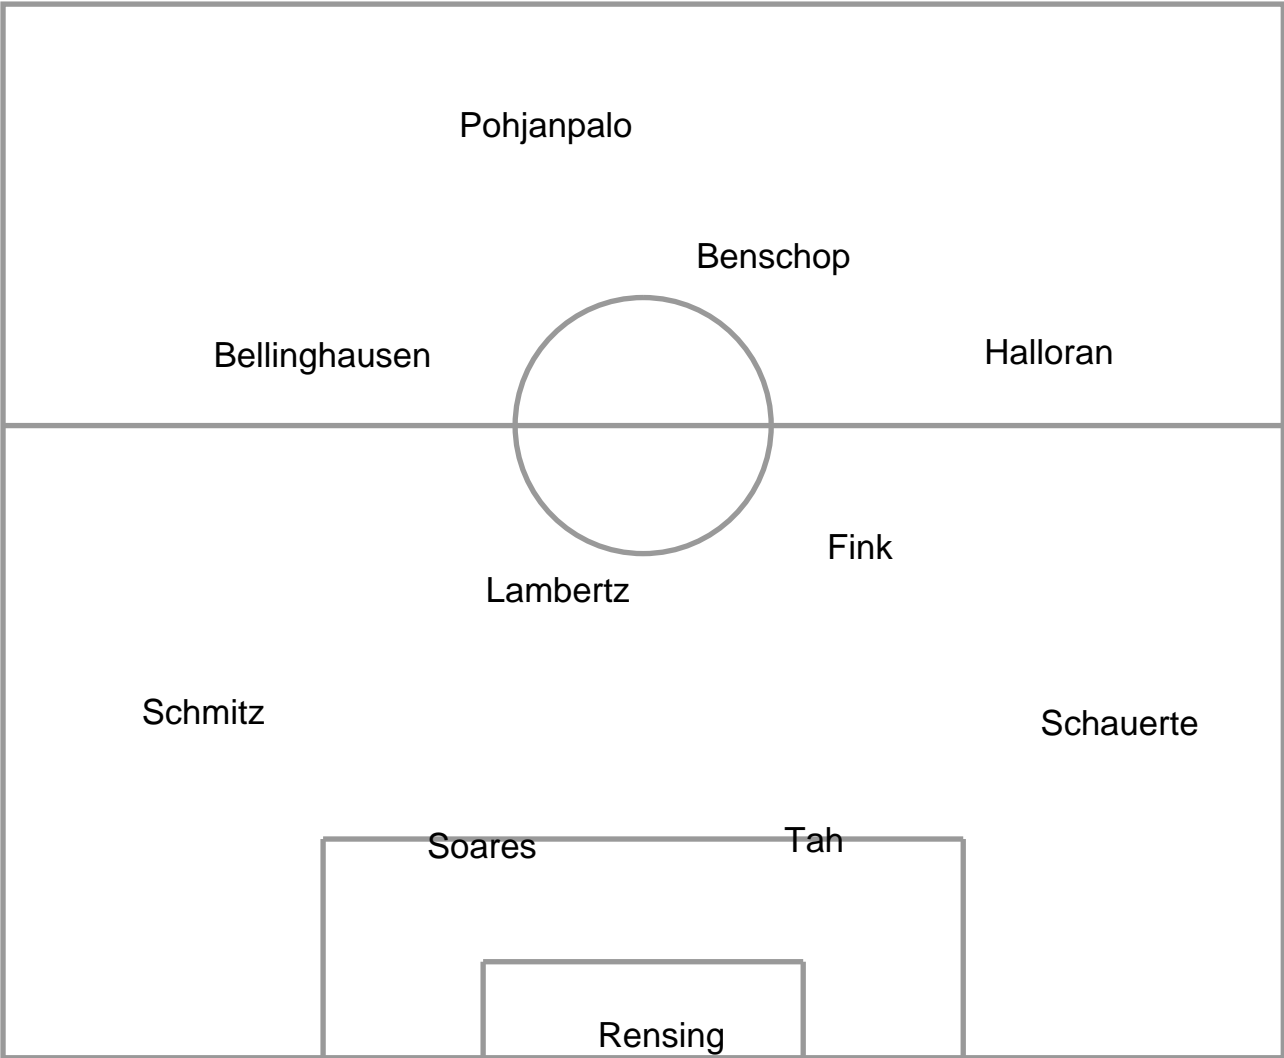 Pohjanpalo
Benschop
Bellinghausen
Halloran
Fink
Lambertz
Schmitz
Schauerte
Soares
Tah
Rensing